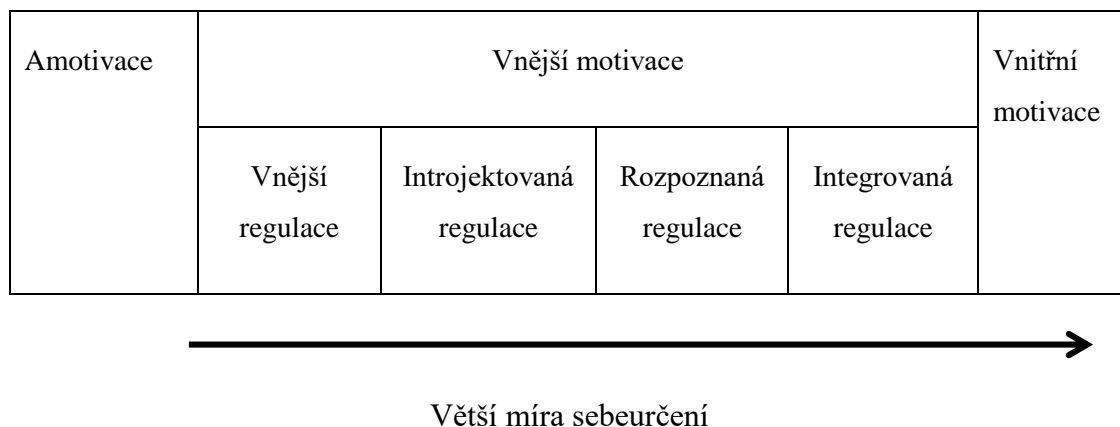 Amotivace
Vnější motivace
Vnitřní
motivace
Vnější
regulace
Introjektovaná
regulace
Rozpoznaná
regulace
Integrovaná
regulace
Větší míra sebeurčení